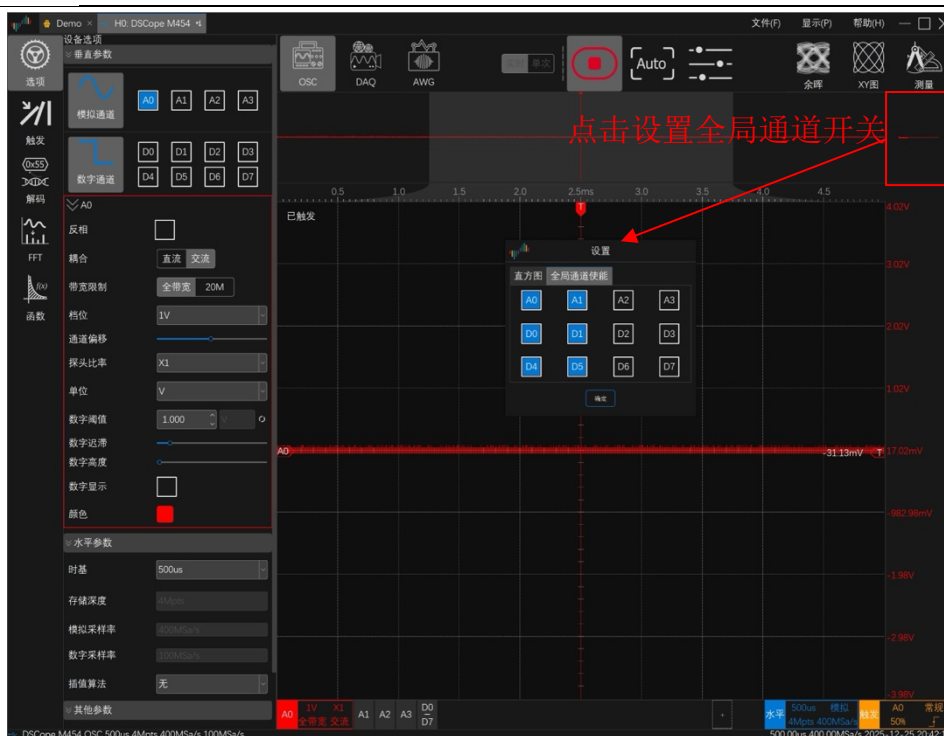 Demo × H0: DSCope M454
文件(F) 显示(P) 帮助(H)
设备选项
垂直参数
选项
模拟通道
A0 A1 A2 A3
数字通道
D0 D1 D2 D3
D4 D5 D6 D7
触发
0x55
解码
FFT
f(x)
函数
A0
反相
耦合 直流 交流
带宽限制 全带宽 20M
档位 1V
通道偏移
探头比率 X1
单位 V
数字阈值 1.000 V
数字迟滞
数字高度
数字显示
颜色
水平参数
时基 500us
存储深度 4Mpts
模拟采样率 400MSa/s
数字采样率 100MSa/s
插值算法 无
其他参数
OSC DAQ AWG
单次
Auto
余晖 XY图 测量
点击设置全局通道开关
0.5 1.0 1.5 2.0 2.5ms 3.0 3.5 4.0 4.5
T
已触发
4.02V
3.02V
2.02V
1.02V
17.02mV
-982.98mV
-1.98V
-2.98V
-3.98V
设置
直方图 全局通道使能
A0 A1 A2 A3
D0 D1 D2 D3
D4 D5 D6 D7
确定
A0
-31.13mV T
A0 1V X1 全带宽 交流
A1 A2 A3 D0 D7
水平 500us 模拟 4Mpts 400MSa/s
触发 A0 常规 50%
DSCope M454 OSC 500us 4Mpts 400MSa/s 100MSa/s
500.00us 400.00MSa/s 2025-12-25 20:42:1